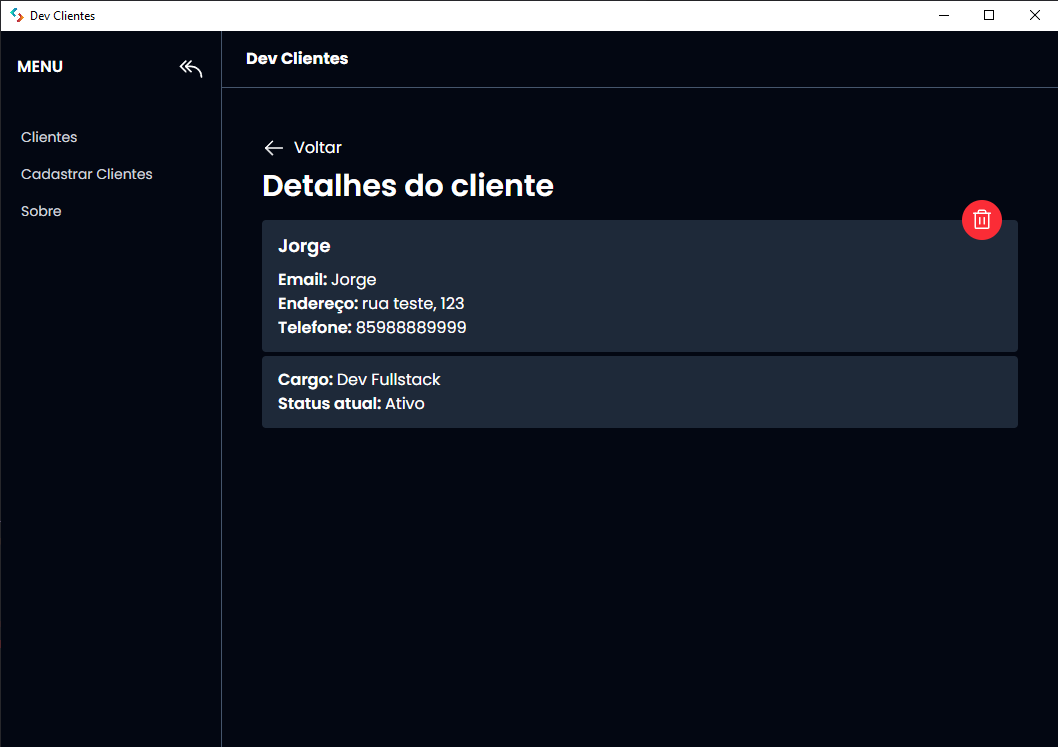 Dev Clientes
MENU
Dev Clientes
Clientes
Cadastrar Clientes
Sobre
Voltar
Detalhes do cliente
Jorge
Email: Jorge
Endereço: rua teste, 123
Telefone: 85988889999
Cargo: Dev Fullstack
Status atual: Ativo